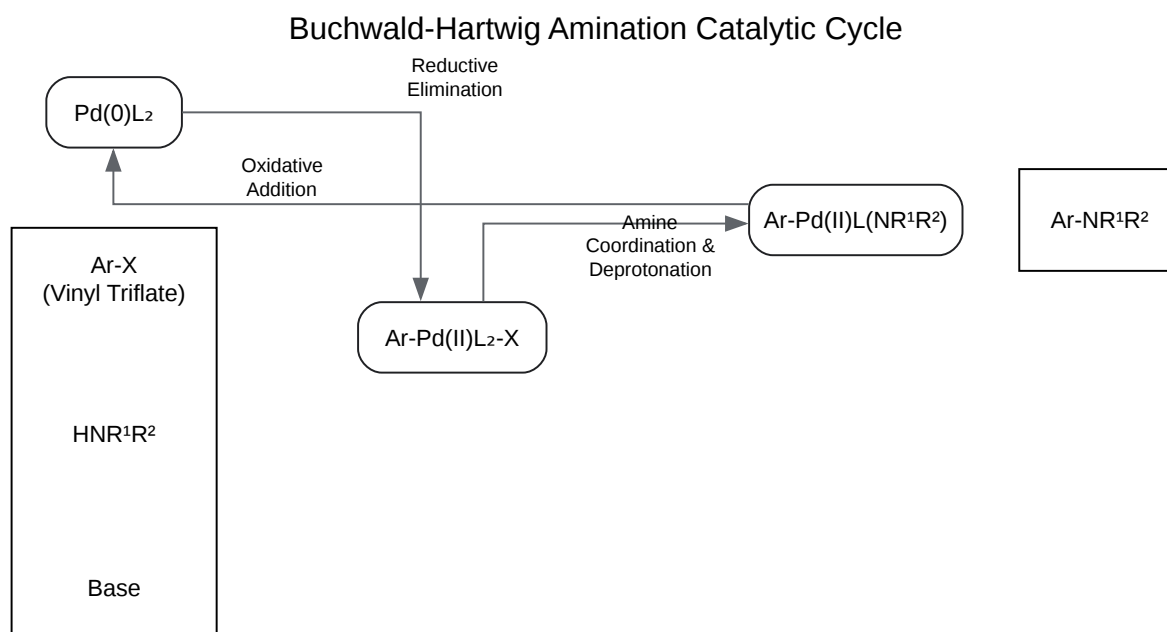 Buchwald-Hartwig Amination Catalytic Cycle
Reductive
Elimination
Pd(0)L₂
Oxidative
Addition
Ar-Pd(II)L(NR¹R²)
Ar-NR¹R²
Amine
Coordination &
Deprotonation
Ar-X
(Vinyl Triflate)
Ar-Pd(II)L₂-X
HNR¹R²
Base